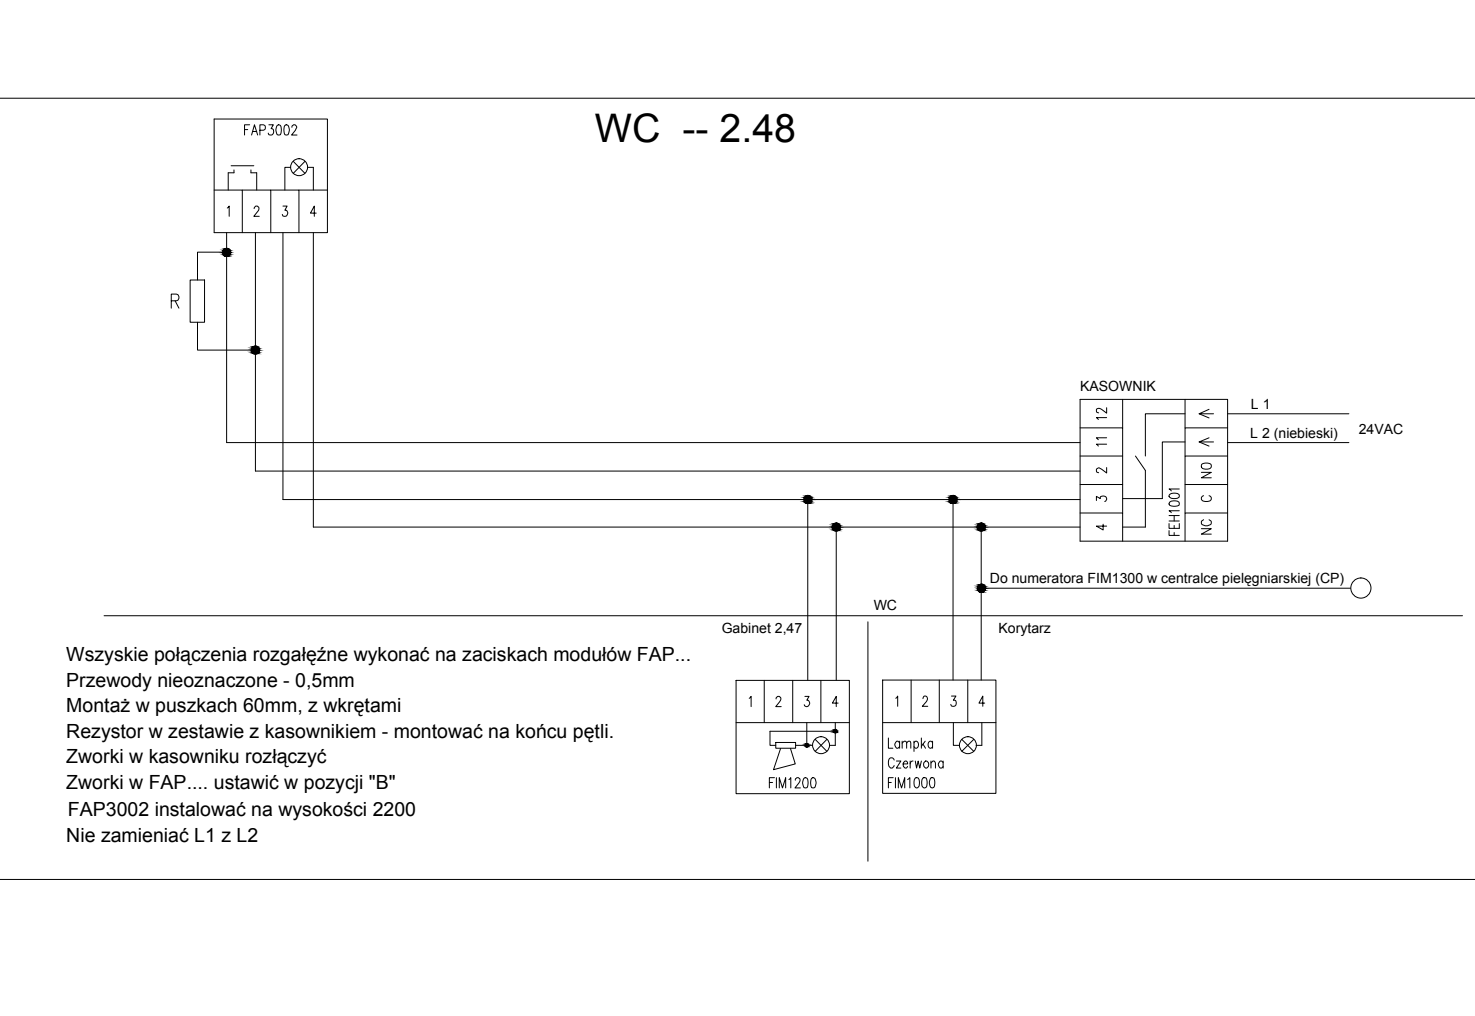 WC -- 2.48
FAP3002
1 2 3 4
R
KASOWNIK
12
11
2
3
4
FEH1001
NO
C
NC
L 1
L 2 (niebieski)
24VAC
Do numeratora FIM1300 w centralce pielęgniarskiej (CP)
WC
Gabinet 2,47
Korytarz
1 2 3 4
FIM1200
1 2 3 4
Lampka
Czerwona
FIM1000
Wszyskie połączenia rozgałęźne wykonać na zaciskach modułów FAP...
Przewody nieoznaczone - 0,5mm
Montaż w puszkach 60mm, z wkrętami
Rezystor w zestawie z kasownikiem - montować na końcu pętli.
Zworki w kasowniku rozłączyć
Zworki w FAP.... ustawić w pozycji "B"
FAP3002 instalować na wysokości 2200
Nie zamieniać L1 z L2